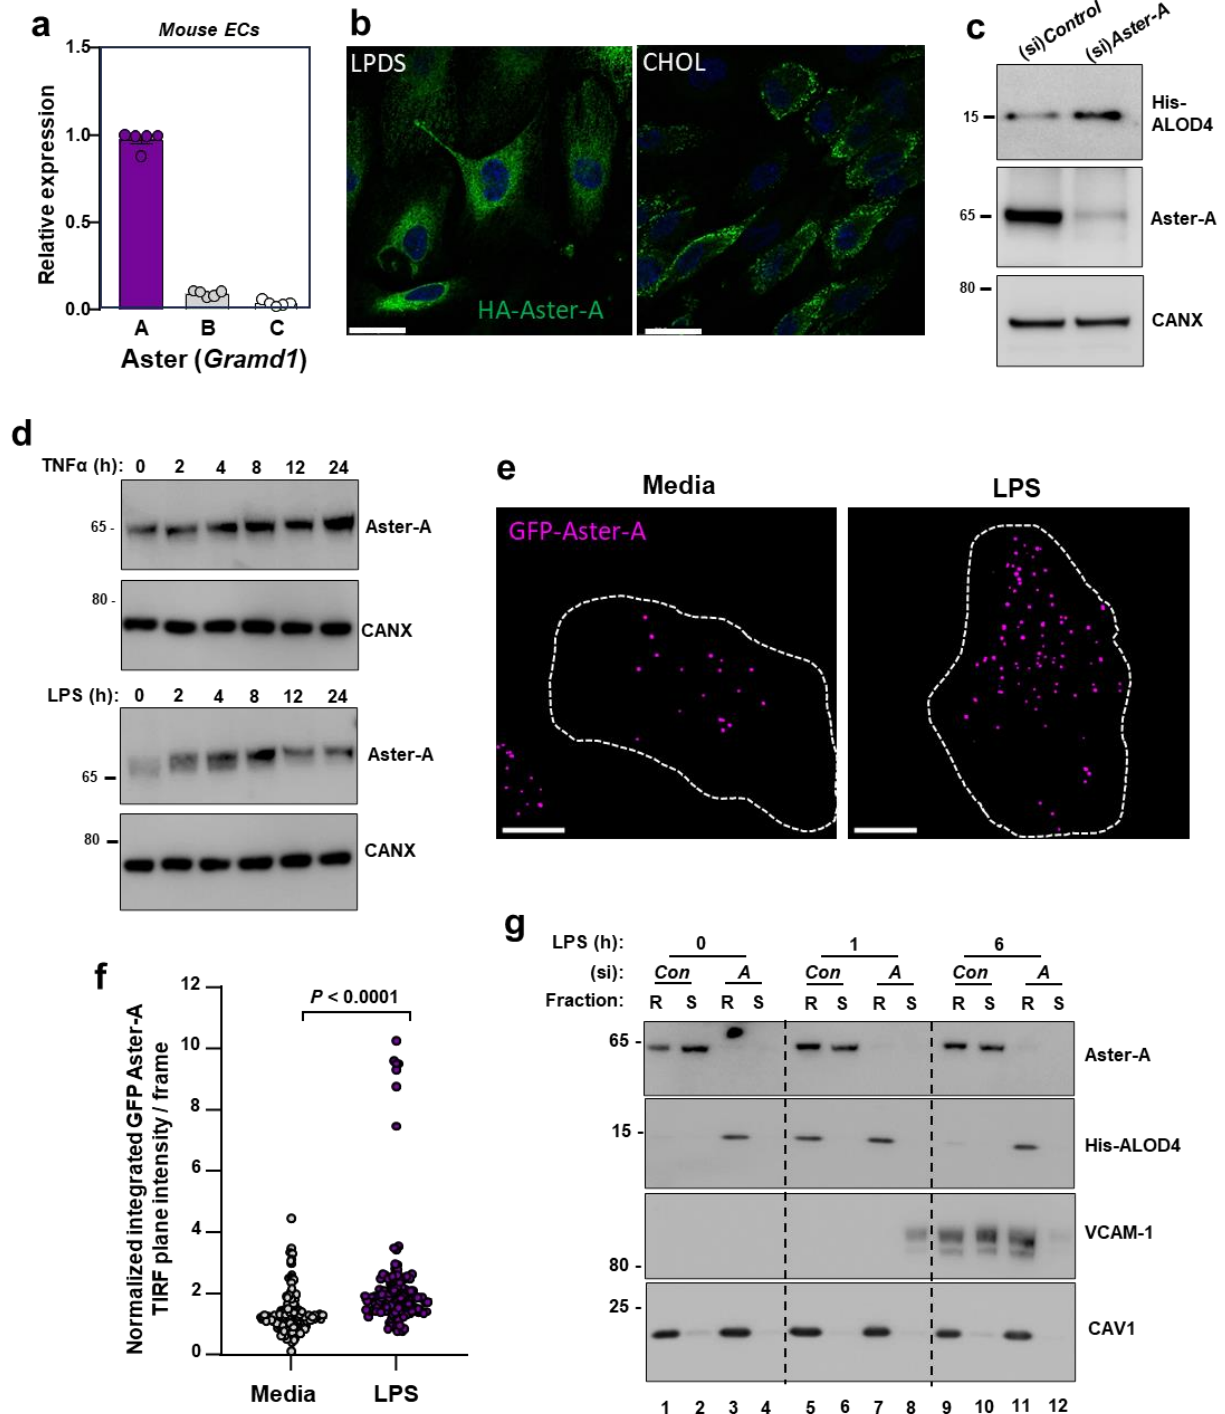 a
Mouse ECs
Relative expression
1.5
1.0
0.5
0.0
A B C
Aster (Gramd1)
b
LPDS
HA-Aster-A
CHOL
c
(si)Control (si)Aster-A
15
His-
ALOD4
65
Aster-A
80
CANX
d
TNFα (h): 0 2 4 8 12 24
65 -
Aster-A
80 -
CANX
LPS (h): 0 2 4 8 12 24
Aster-A
65
80
CANX
e
Media LPS
GFP-Aster-A
f
Normalized integrated GFP Aster-A
TIRF plane intensity / frame
12
10
8
6
4
2
0
P < 0.0001
Media LPS
g
LPS (h): 0 1 6
(si): Con A Con A Con A
Fraction: R S R S R S R S R S R S
65 -
Aster-A
15 -
His-ALOD4
VCAM-1
80 -
25 -
CAV1
1 2 3 4 5 6 7 8 9 10 11 12